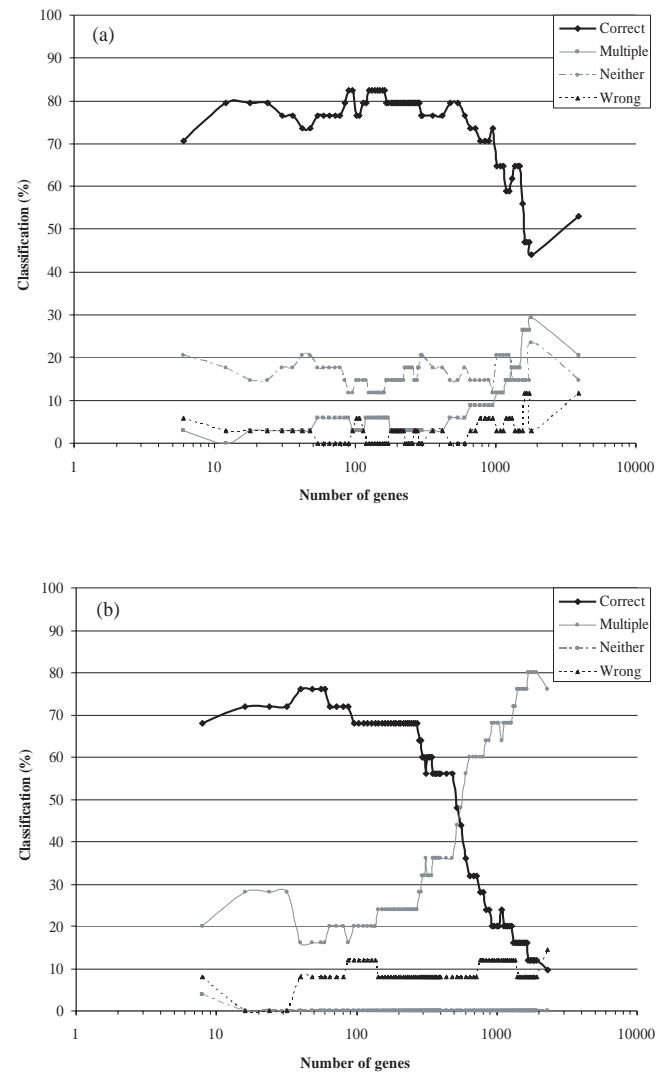 (a)
Correct
Multiple
Neither
Wrong
100
90
80
70
60
50
40
30
20
10
0
Classification (%)
1 10 100 1000 10000
Number of genes
(b)
Correct
Multiple
Neither
Wrong
100
90
80
70
60
50
40
30
20
10
0
Classification (%)
1 10 100 1000 10000
Number of genes